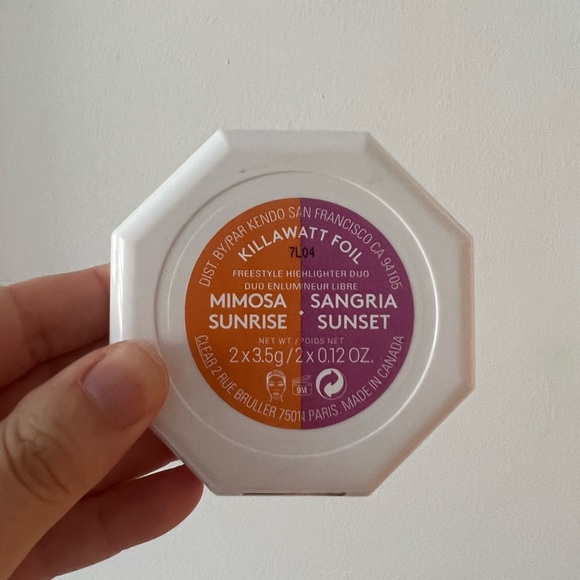 DIST. BY/PAR KENDO SAN FRANCISCO CA 94105
KILLAWATT FOIL
7L04
FREESTYLE HIGHLIGHTER DUO
DUO ENLUMINEUR LIBRE
MIMOSA SUNRISE · SANGRIA SUNSET
NET WT / POIDS NET
2 x 3.5g / 2 x 0.12 OZ.
CLEAR 2 RUE BRULLER 75014 PARIS. MADE IN CANADA